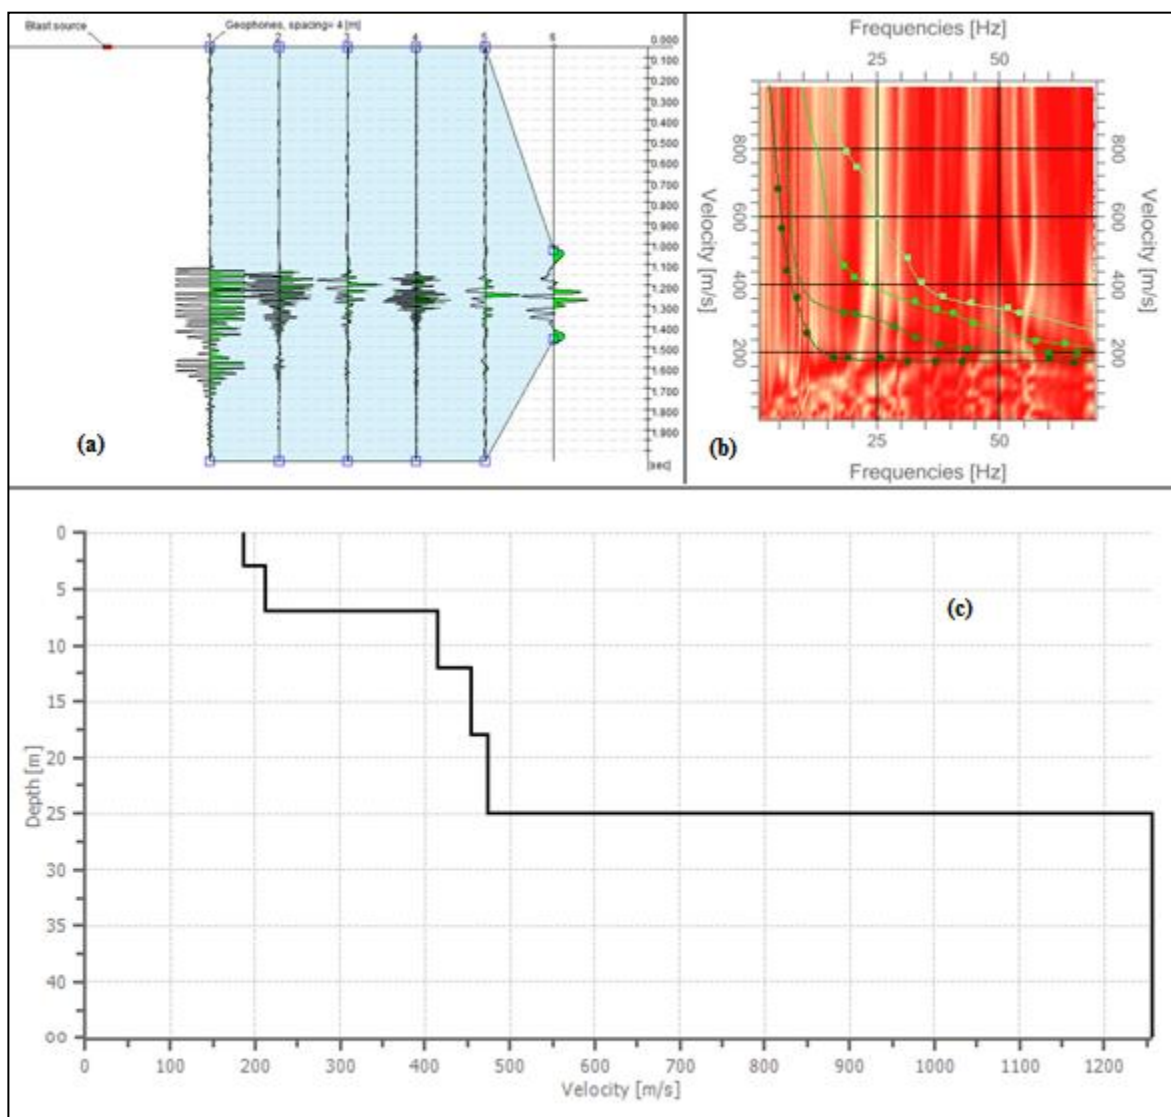 Blast source
Geophones, spacing= 4 [m]
1 2 3 4 5 6
0.000
0.100
0.200
0.300
0.400
0.500
0.600
0.700
0.800
0.900
1.000
1.100
1.200
1.300
1.400
1.500
1.600
1.700
1.800
1.900
[sec]
(a)
Frequencies [Hz]
25 50
800 800
600 600
400 400
200 200
Velocity [m/s]
Velocity [m/s]
25 50
Frequencies [Hz]
(b)
0
5
10
15
20
25
30
35
40
oo
Depth [m]
(c)
0 100 200 300 400 500 600 700 800 900 1000 1100 1200
Velocity [m/s]